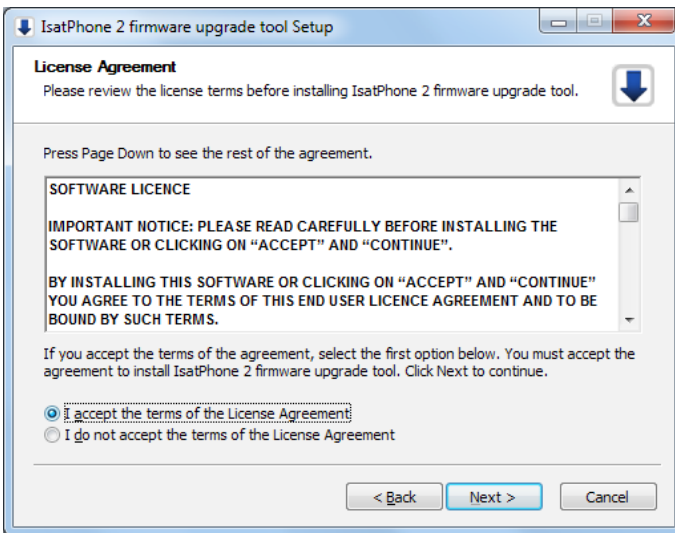 IsatPhone 2 firmware upgrade tool Setup
License Agreement
Please review the license terms before installing IsatPhone 2 firmware upgrade tool.
Press Page Down to see the rest of the agreement.
SOFTWARE LICENCE
IMPORTANT NOTICE: PLEASE READ CAREFULLY BEFORE INSTALLING THE
SOFTWARE OR CLICKING ON “ACCEPT” AND “CONTINUE”.
BY INSTALLING THIS SOFTWARE OR CLICKING ON “ACCEPT” AND “CONTINUE”
YOU AGREE TO THE TERMS OF THIS END USER LICENCE AGREEMENT AND TO BE
BOUND BY SUCH TERMS.
If you accept the terms of the agreement, select the first option below. You must accept the
agreement to install IsatPhone 2 firmware upgrade tool. Click Next to continue.
I accept the terms of the License Agreement
I do not accept the terms of the License Agreement
< Back Next > Cancel